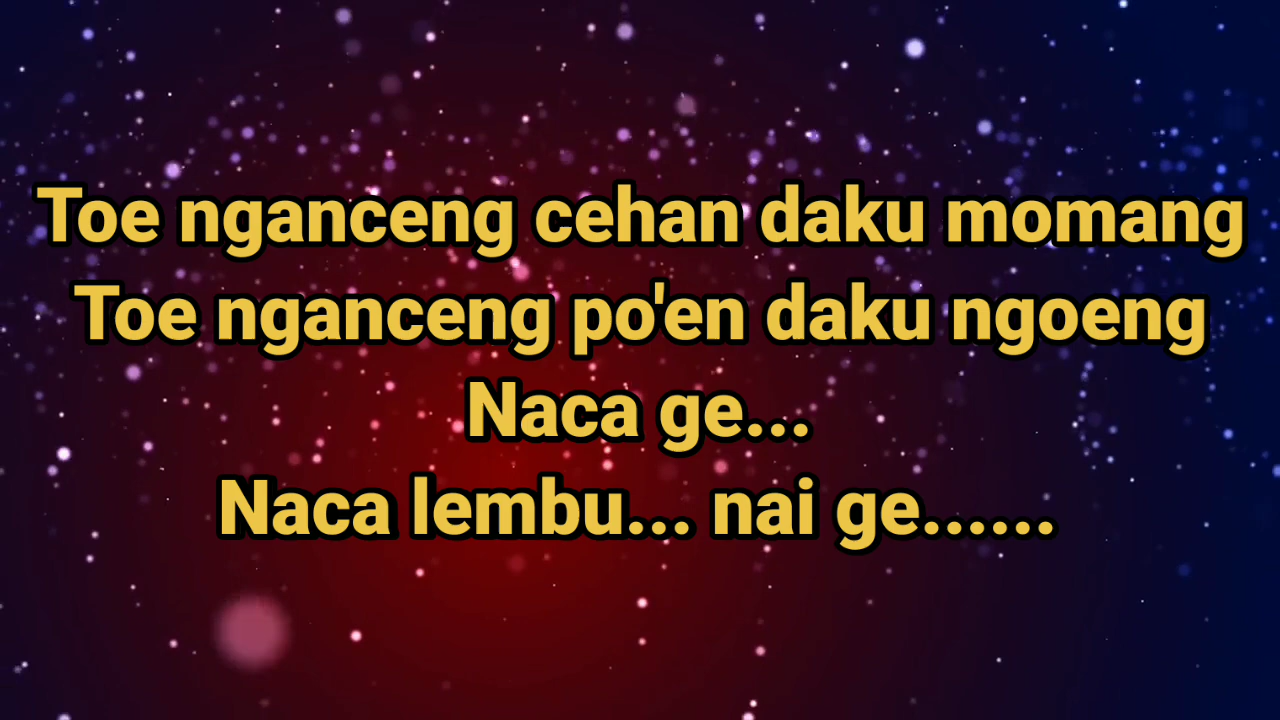 Toe nganceng cehan daku momang
Toe nganceng po'en daku ngoeng
Naca ge...
Naca lembu... nai ge......